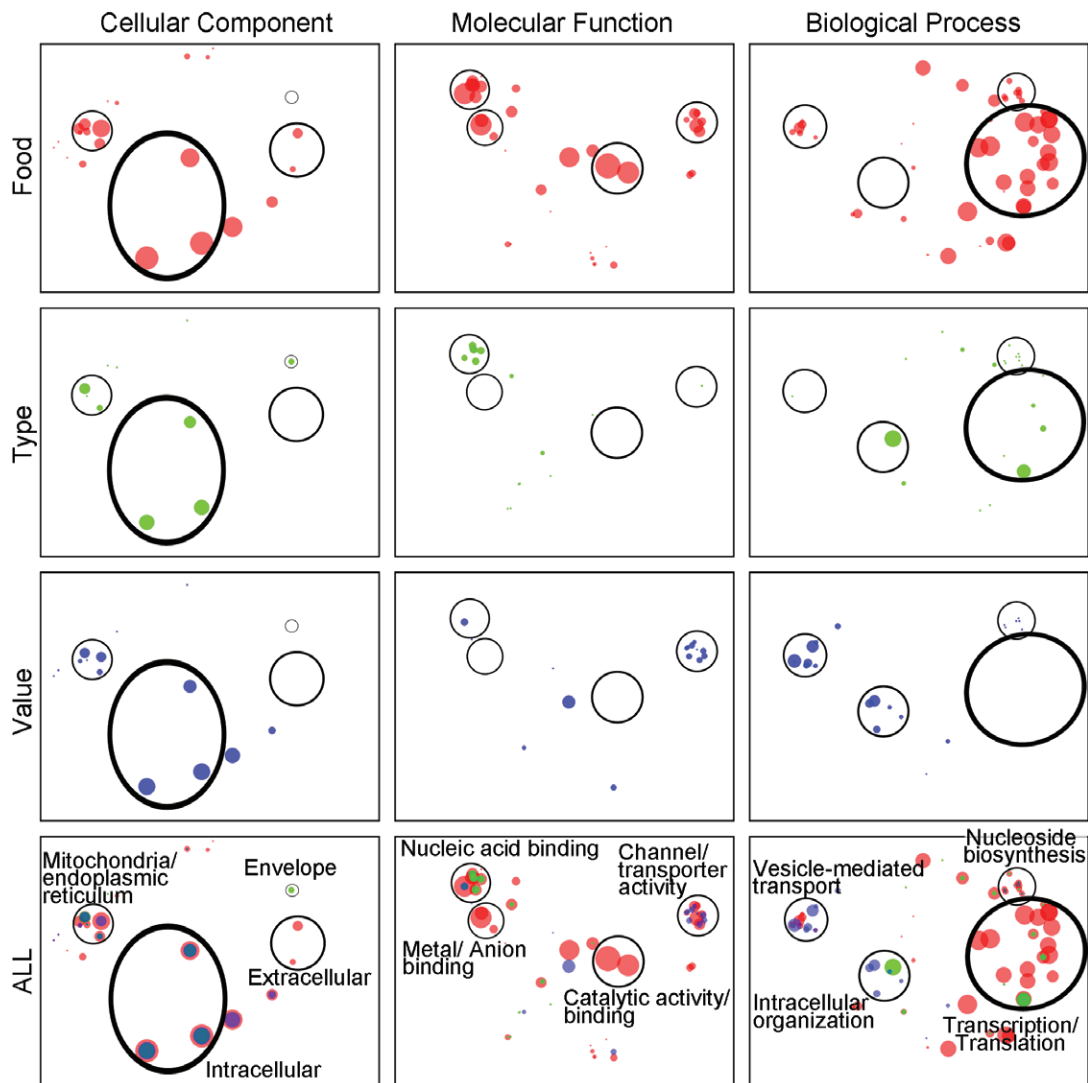 Cellular Component
Molecular Function
Biological Process
Food
Type
Value
ALL
Mitochondria/
endoplasmic
reticulum
Envelope
Extracellular
Intracellular
Nucleic acid binding
Channel/
transporter
activity
Metal/ Anion
binding
Catalytic activity/
binding
Nucleoside
biosynthesis
Vesicle-mediated
transport
Intracellular
organization
Transcription/
Translation